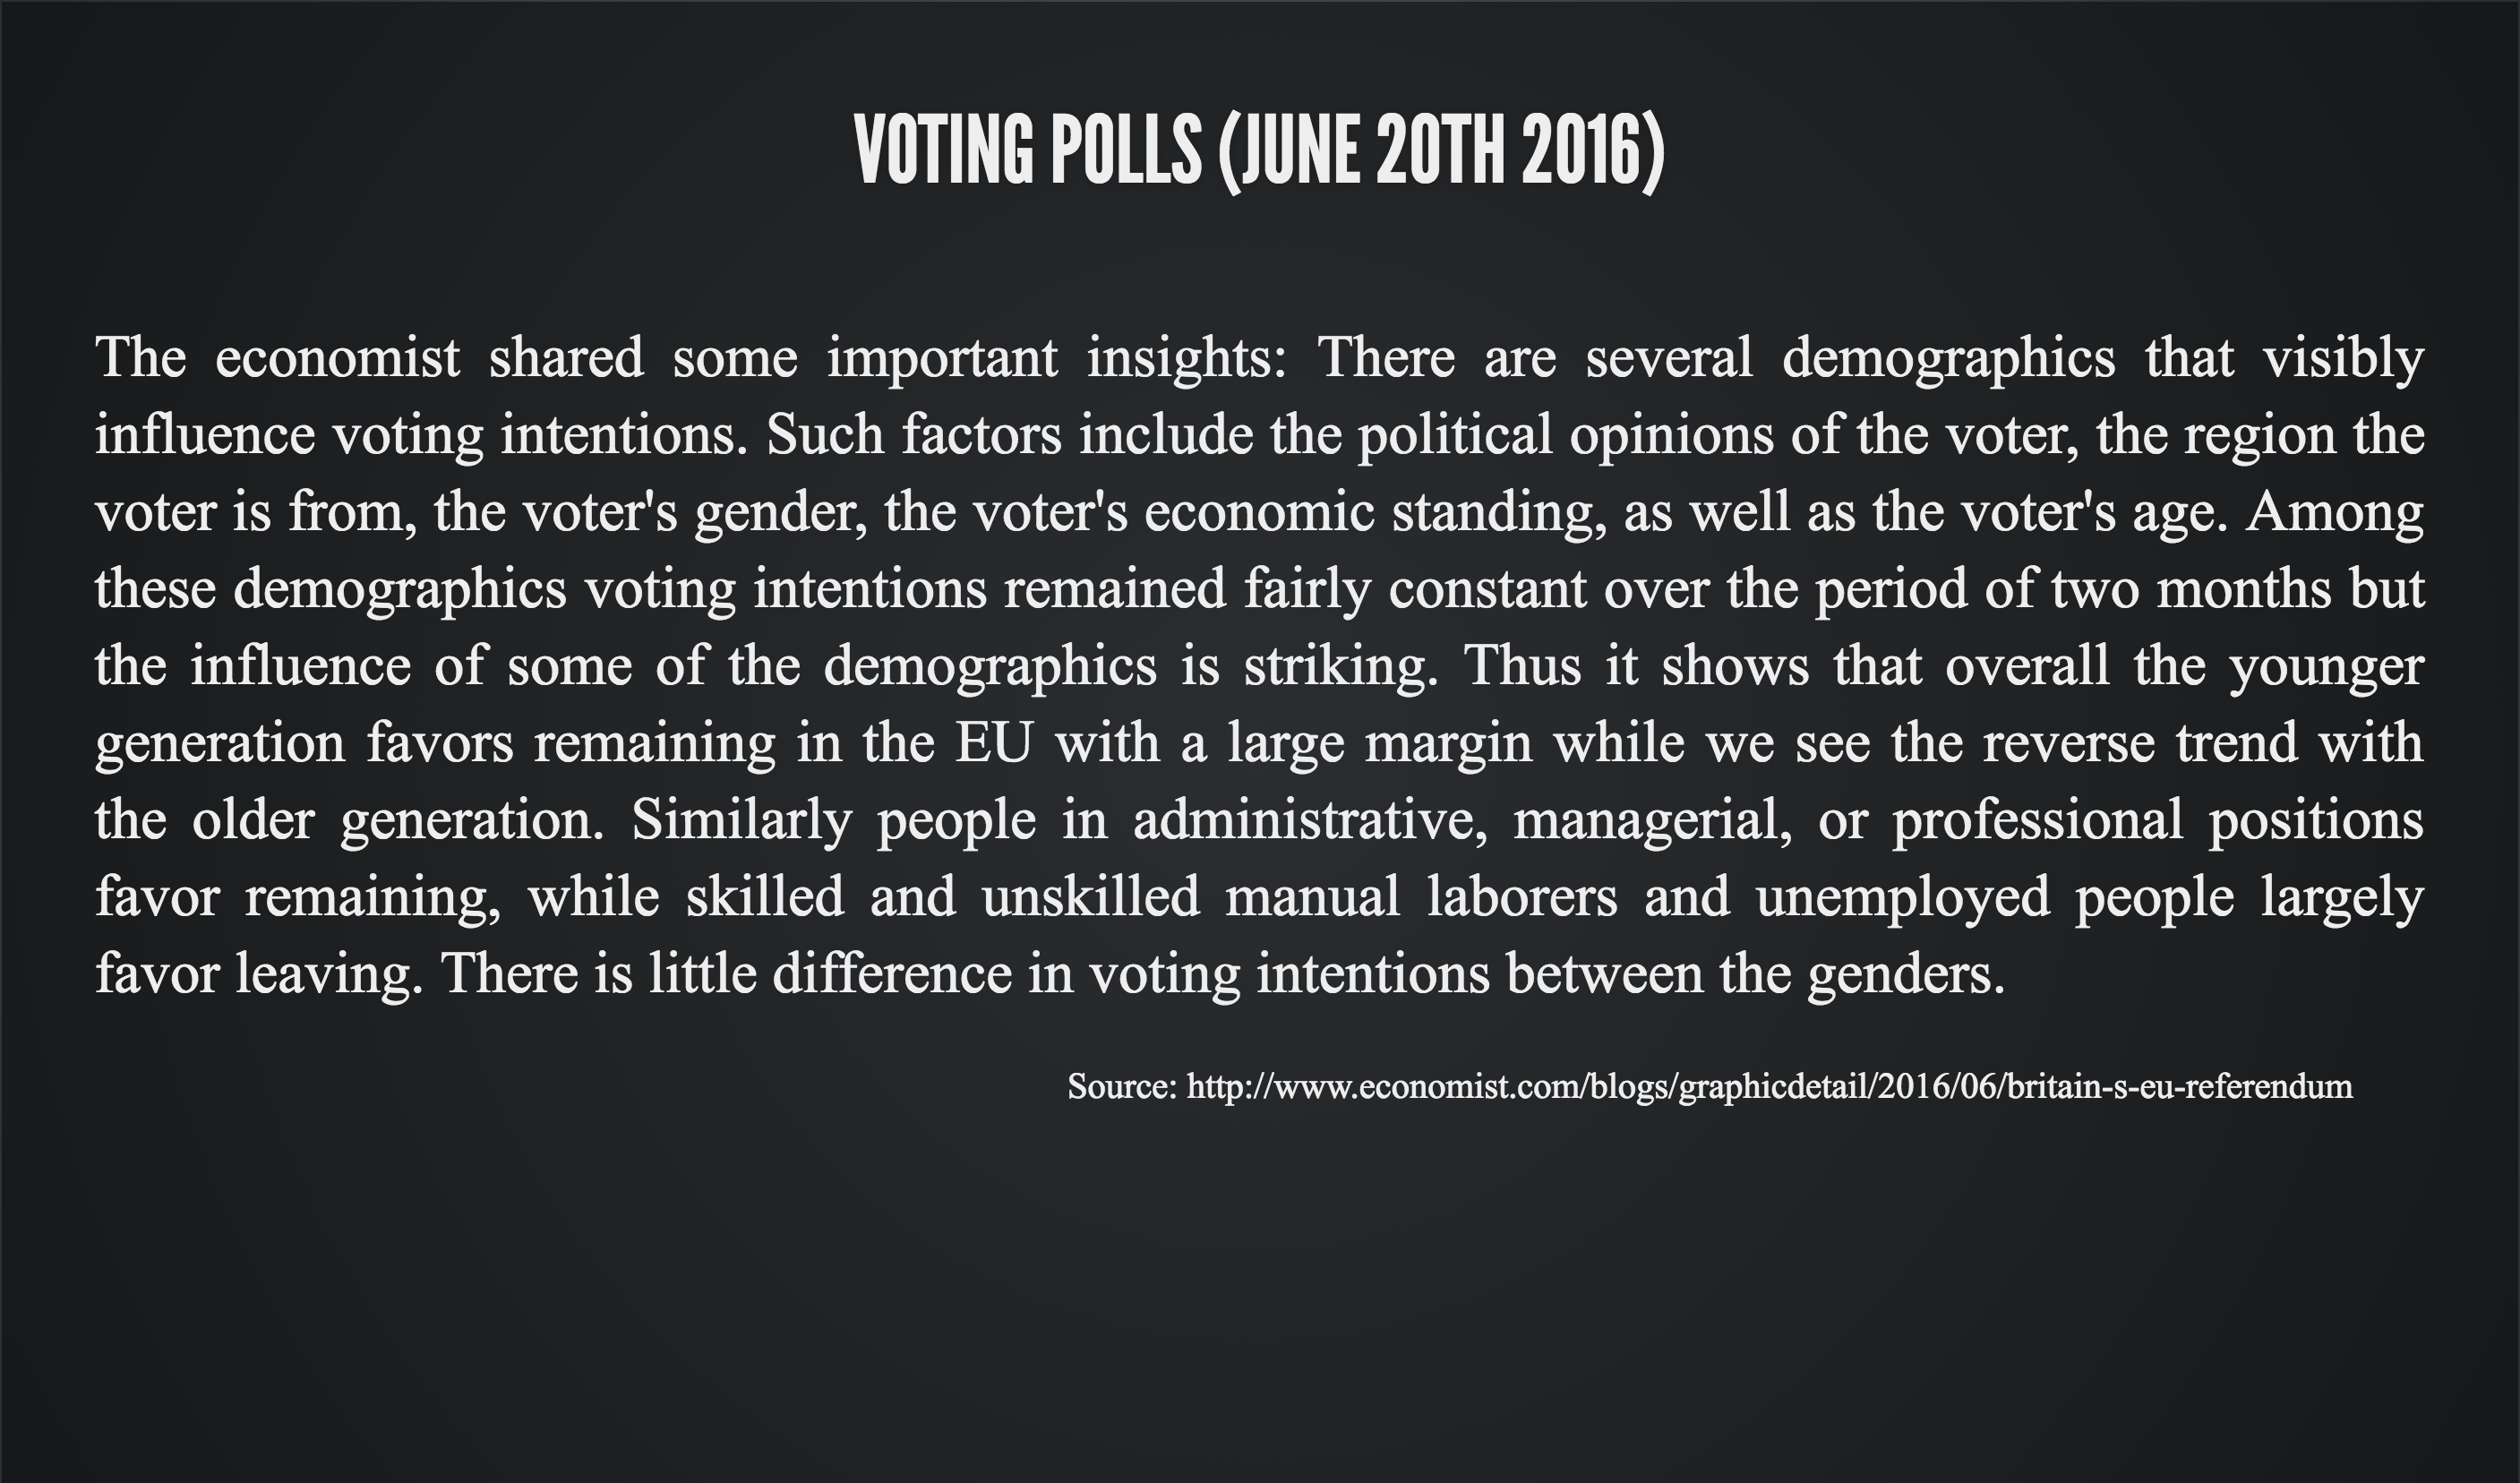 VOTING POLLS (JUNE 20TH 2016)
The economist shared some important insights: There are several demographics that visibly
influence voting intentions. Such factors include the political opinions of the voter, the region the
voter is from, the voter's gender, the voter's economic standing, as well as the voter's age. Among
these demographics voting intentions remained fairly constant over the period of two months but
the influence of some of the demographics is striking. Thus it shows that overall the younger
generation favors remaining in the EU with a large margin while we see the reverse trend with
the older generation. Similarly people in administrative, managerial, or professional positions
favor remaining, while skilled and unskilled manual laborers and unemployed people largely
favor leaving. There is little difference in voting intentions between the genders.
Source: http://www.economist.com/blogs/graphicdetail/2016/06/britain-s-eu-referendum